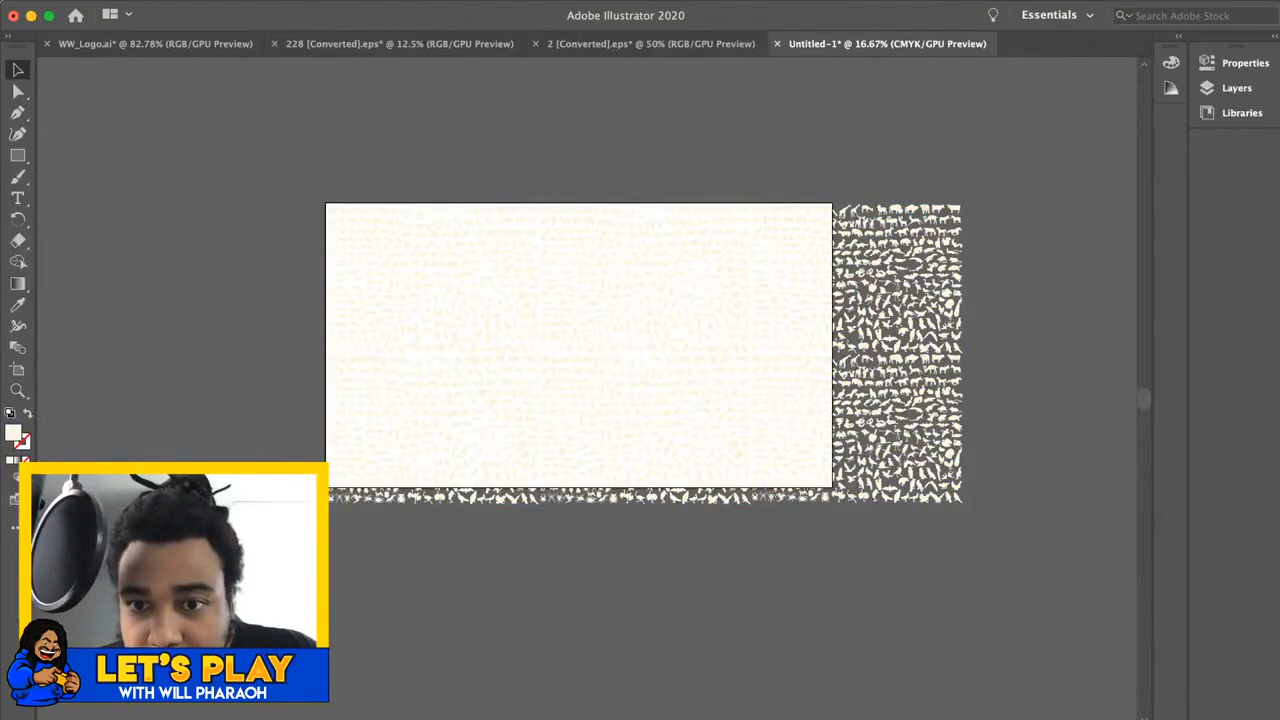 Adobe Illustrator 2020
Essentials
Search Adobe Stock
WW_Logo.ai* @ 82.78% (RGB/GPU Preview)
228 [Converted].eps* @ 12.5% (RGB/GPU Preview)
2 [Converted].eps* @ 50% (RGB/GPU Preview)
Untitled-1* @ 16.67% (CMYK/GPU Preview)
Properties
Layers
Libraries
LET'S PLAY
WITH WILL PHARAOH